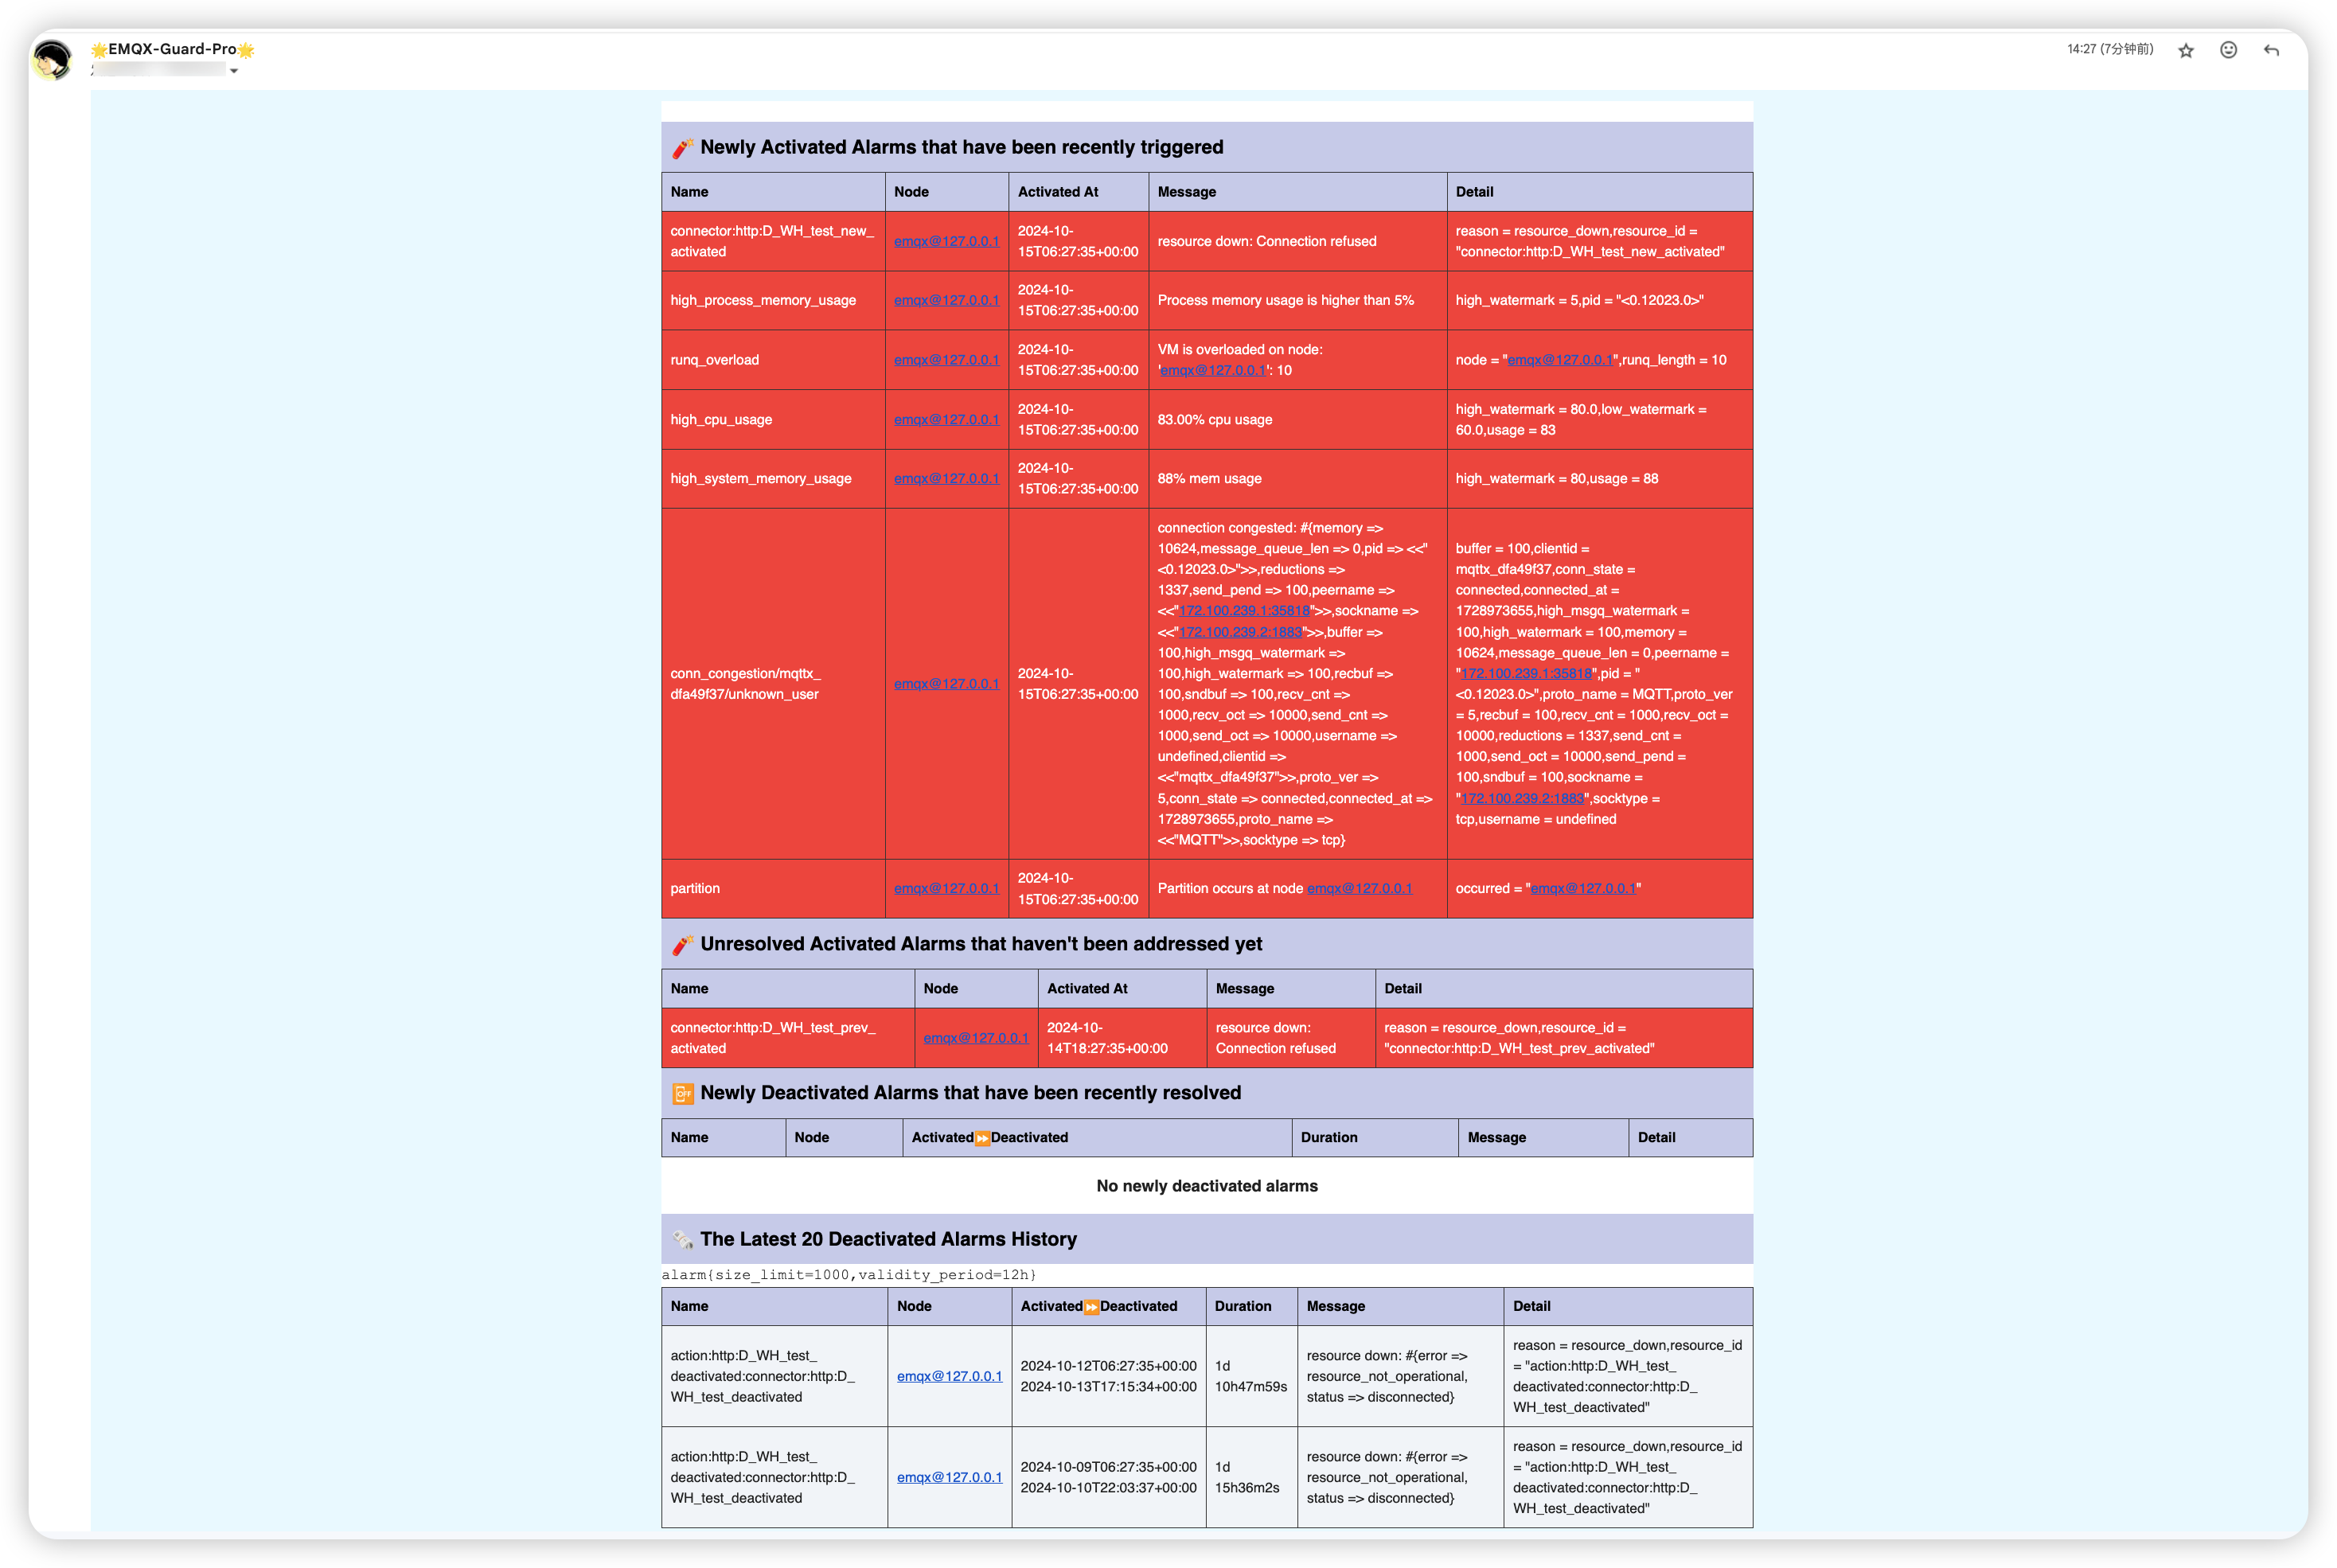 🌟EMQX-Guard-Pro🌟
14:27 (7分钟前)
🧨 Newly Activated Alarms that have been recently triggered
Name Node Activated At Message Detail
connector:http:D_WH_test_new_
activated
emqx@127.0.0.1
2024-10-
15T06:27:35+00:00
resource down: Connection refused
reason = resource_down,resource_id =
"connector:http:D_WH_test_new_activated"
high_process_memory_usage
emqx@127.0.0.1
2024-10-
15T06:27:35+00:00
Process memory usage is higher than 5%
high_watermark = 5,pid = "<0.12023.0>"
runq_overload
emqx@127.0.0.1
2024-10-
15T06:27:35+00:00
VM is overloaded on node:
'emqx@127.0.0.1': 10
node = "emqx@127.0.0.1",runq_length = 10
high_cpu_usage
emqx@127.0.0.1
2024-10-
15T06:27:35+00:00
83.00% cpu usage
high_watermark = 80.0,low_watermark =
60.0,usage = 83
high_system_memory_usage
emqx@127.0.0.1
2024-10-
15T06:27:35+00:00
88% mem usage
high_watermark = 80,usage = 88
conn_congestion/mqttx_
dfa49f37/unknown_user
emqx@127.0.0.1
2024-10-
15T06:27:35+00:00
connection congested: #{memory =>
10624,message_queue_len => 0,pid => <<"
<0.12023.0>">>,reductions =>
1337,send_pend => 100,peername =>
<<"172.100.239.1:35818">>,sockname =>
<<"172.100.239.2:1883">>,buffer =>
100,high_msgq_watermark =>
100,high_watermark => 100,recbuf =>
100,sndbuf => 100,recv_cnt =>
1000,recv_oct => 10000,send_cnt =>
1000,send_oct => 10000,username =>
undefined,clientid =>
<<"mqttx_dfa49f37">>,proto_ver =>
5,conn_state => connected,connected_at =>
1728973655,proto_name =>
<<"MQTT">>,socktype => tcp}
buffer = 100,clientid =
mqttx_dfa49f37,conn_state =
connected,connected_at =
1728973655,high_msgq_watermark =
100,high_watermark = 100,memory =
10624,message_queue_len = 0,peername =
"172.100.239.1:35818",pid = "
<0.12023.0>",proto_name = MQTT,proto_ver
= 5,recbuf = 100,recv_cnt = 1000,recv_oct =
10000,reductions = 1337,send_cnt =
1000,send_oct = 10000,send_pend =
100,sndbuf = 100,sockname =
"172.100.239.2:1883",socktype =
tcp,username = undefined
partition
emqx@127.0.0.1
2024-10-
15T06:27:35+00:00
Partition occurs at node emqx@127.0.0.1
occurred = "emqx@127.0.0.1"
🧨 Unresolved Activated Alarms that haven't been addressed yet
Name Node Activated At Message Detail
connector:http:D_WH_test_prev_
activated
emqx@127.0.0.1
2024-10-
14T18:27:35+00:00
resource down:
Connection refused
reason = resource_down,resource_id =
"connector:http:D_WH_test_prev_activated"
📴 Newly Deactivated Alarms that have been recently resolved
Name Node Activated⏩Deactivated Duration Message Detail
No newly deactivated alarms
🗞️ The Latest 20 Deactivated Alarms History
alarm{size_limit=1000,validity_period=12h}
Name Node Activated⏩Deactivated Duration Message Detail
action:http:D_WH_test_
deactivated:connector:http:D_
WH_test_deactivated
emqx@127.0.0.1
2024-10-12T06:27:35+00:00
2024-10-13T17:15:34+00:00
1d
10h47m59s
resource down: #{error =>
resource_not_operational,
status => disconnected}
reason = resource_down,resource_id
= "action:http:D_WH_test_
deactivated:connector:http:D_
WH_test_deactivated"
action:http:D_WH_test_
deactivated:connector:http:D_
WH_test_deactivated
emqx@127.0.0.1
2024-10-09T06:27:35+00:00
2024-10-10T22:03:37+00:00
1d
15h36m2s
resource down: #{error =>
resource_not_operational,
status => disconnected}
reason = resource_down,resource_id
= "action:http:D_WH_test_
deactivated:connector:http:D_
WH_test_deactivated"